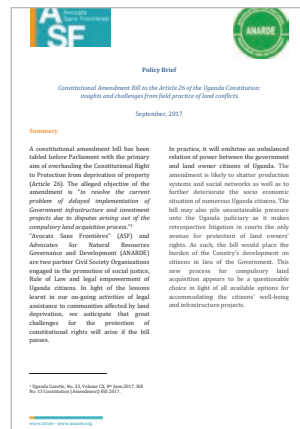 Avocats
Sans Frontières
ASF
ANARDE
Policy Brief
Constitutional Amendment Bill to the Article 26 of the Uganda Constitution:
insights and challenges from field practice of land conflicts.
September, 2017
Summary
A constitutional amendment bill has been
tabled before Parliament with the primary
aim of overhauling the Constitutional Right
to Protection from deprivation of property
(Article 26). The alleged objective of the
amendment is "to resolve the current
problem of delayed implementation of
Government infrastructure and investment
projects due to disputes arising out of the
compulsory land acquisition process."¹
"Avocats Sans Frontières" (ASF) and
Advocates for Natural Resources
Governance and Development (ANARDE)
are two partner Civil Society Organizations
engaged in the promotion of social justice,
Rule of Law and legal empowerment of
Uganda citizens. In light of the lessons
learnt in our on-going activities of legal
assistance to communities affected by land
deprivation, we anticipate that great
challenges for the protection of
constitutional rights will arise if the bill
passes.
In practice, it will enshrine an unbalanced
relation of power between the government
and land owner citizens of Uganda. The
amendment is likely to shatter production
systems and social networks as well as to
further deteriorate the socio economic
situation of numerous Uganda citizens. The
bill may also pile unsustainable pressure
onto the Uganda judiciary as it makes
retrospective litigation in courts the only
avenue for protection of land owners'
rights. As such, the bill would place the
burden of the Country's development on
citizens in lieu of the Government. This
new process for compulsory land
acquisition appears to be a questionable
choice in light of all available options for
accommodating the citizens' well-being
and infrastructure projects.
¹ Uganda Gazette, No. 33, Volume CX, 8th June,2017, Bill
No. 13 Constitution (Amendment) Bill 2017.
www.asf.be - www.anarde.org